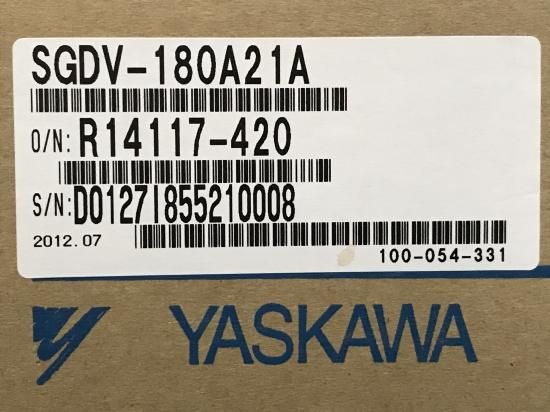 SGDV-180A21A
O/N: R14117-420
S/N: D0127I855210008
2012.07
100-054-331
YASKAWA